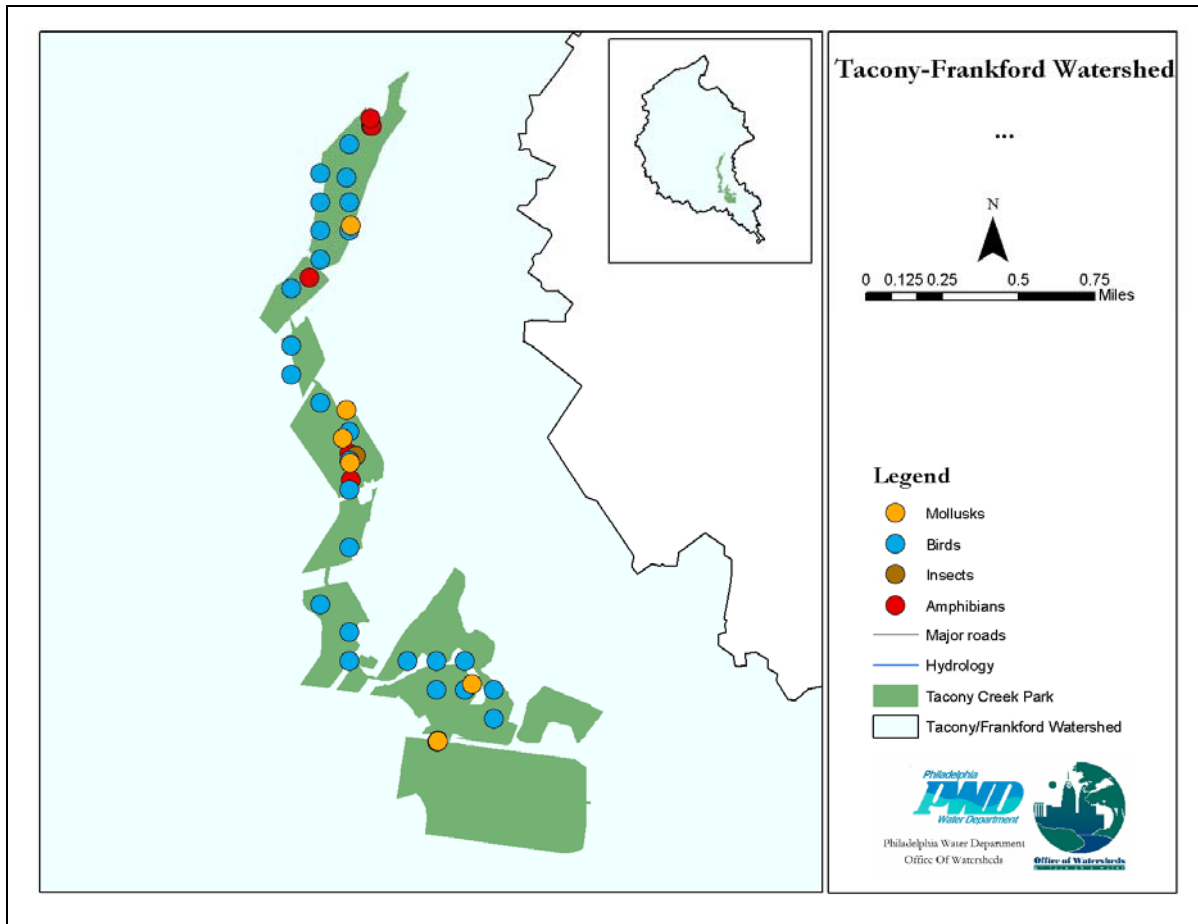 Tacony-Frankford Watershed
...
N
0 0.125 0.25 0.5 0.75
Miles
Legend
Mollusks
Birds
Insects
Amphibians
Major roads
Hydrology
Tacony Creek Park
Tacony/Frankford Watershed
Philadelphia
PWD
Water Department
Philadelphia Water Department
Office Of Watersheds
Office of Watersheds